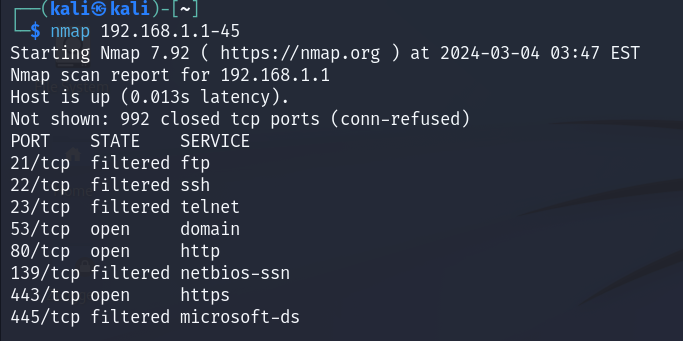 ┌──(kali㉿kali)-[~]
└─$ nmap 192.168.1.1-45
Starting Nmap 7.92 ( https://nmap.org ) at 2024-03-04 03:47 EST
Nmap scan report for 192.168.1.1
Host is up (0.013s latency).
Not shown: 992 closed tcp ports (conn-refused)
PORT    STATE    SERVICE
21/tcp  filtered ftp
22/tcp  filtered ssh
23/tcp  filtered telnet
53/tcp  open     domain
80/tcp  open     http
139/tcp filtered netbios-ssn
443/tcp open     https
445/tcp filtered microsoft-ds